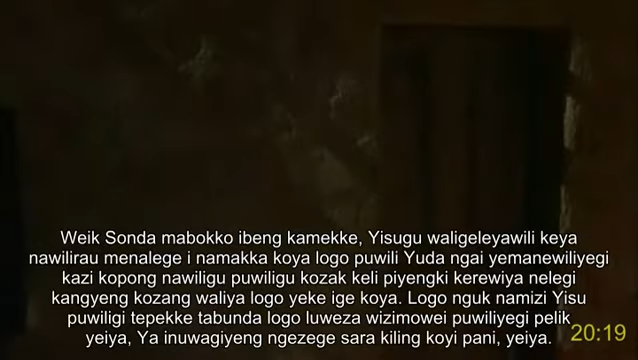 Weik Sonda mabokko ibeng kamekke, Yisugu waligeleyawili keya
nawilirau menalege i namakka koya logo puwili Yuda ngai yemanewiliyegi
kazi kopong nawiligu puwiligu kozak keli piyengki kerewiya nelegi
kangyeng kozang waliya logo yeke ige koya. Logo nguk namizi Yisu
puwiligi tepekke tabunda logo luweza wizimowei puwiliyegi pelik
yeiya, Ya inuwagiyeng ngezege sara kiling koyi pani, yeiya.
20:19